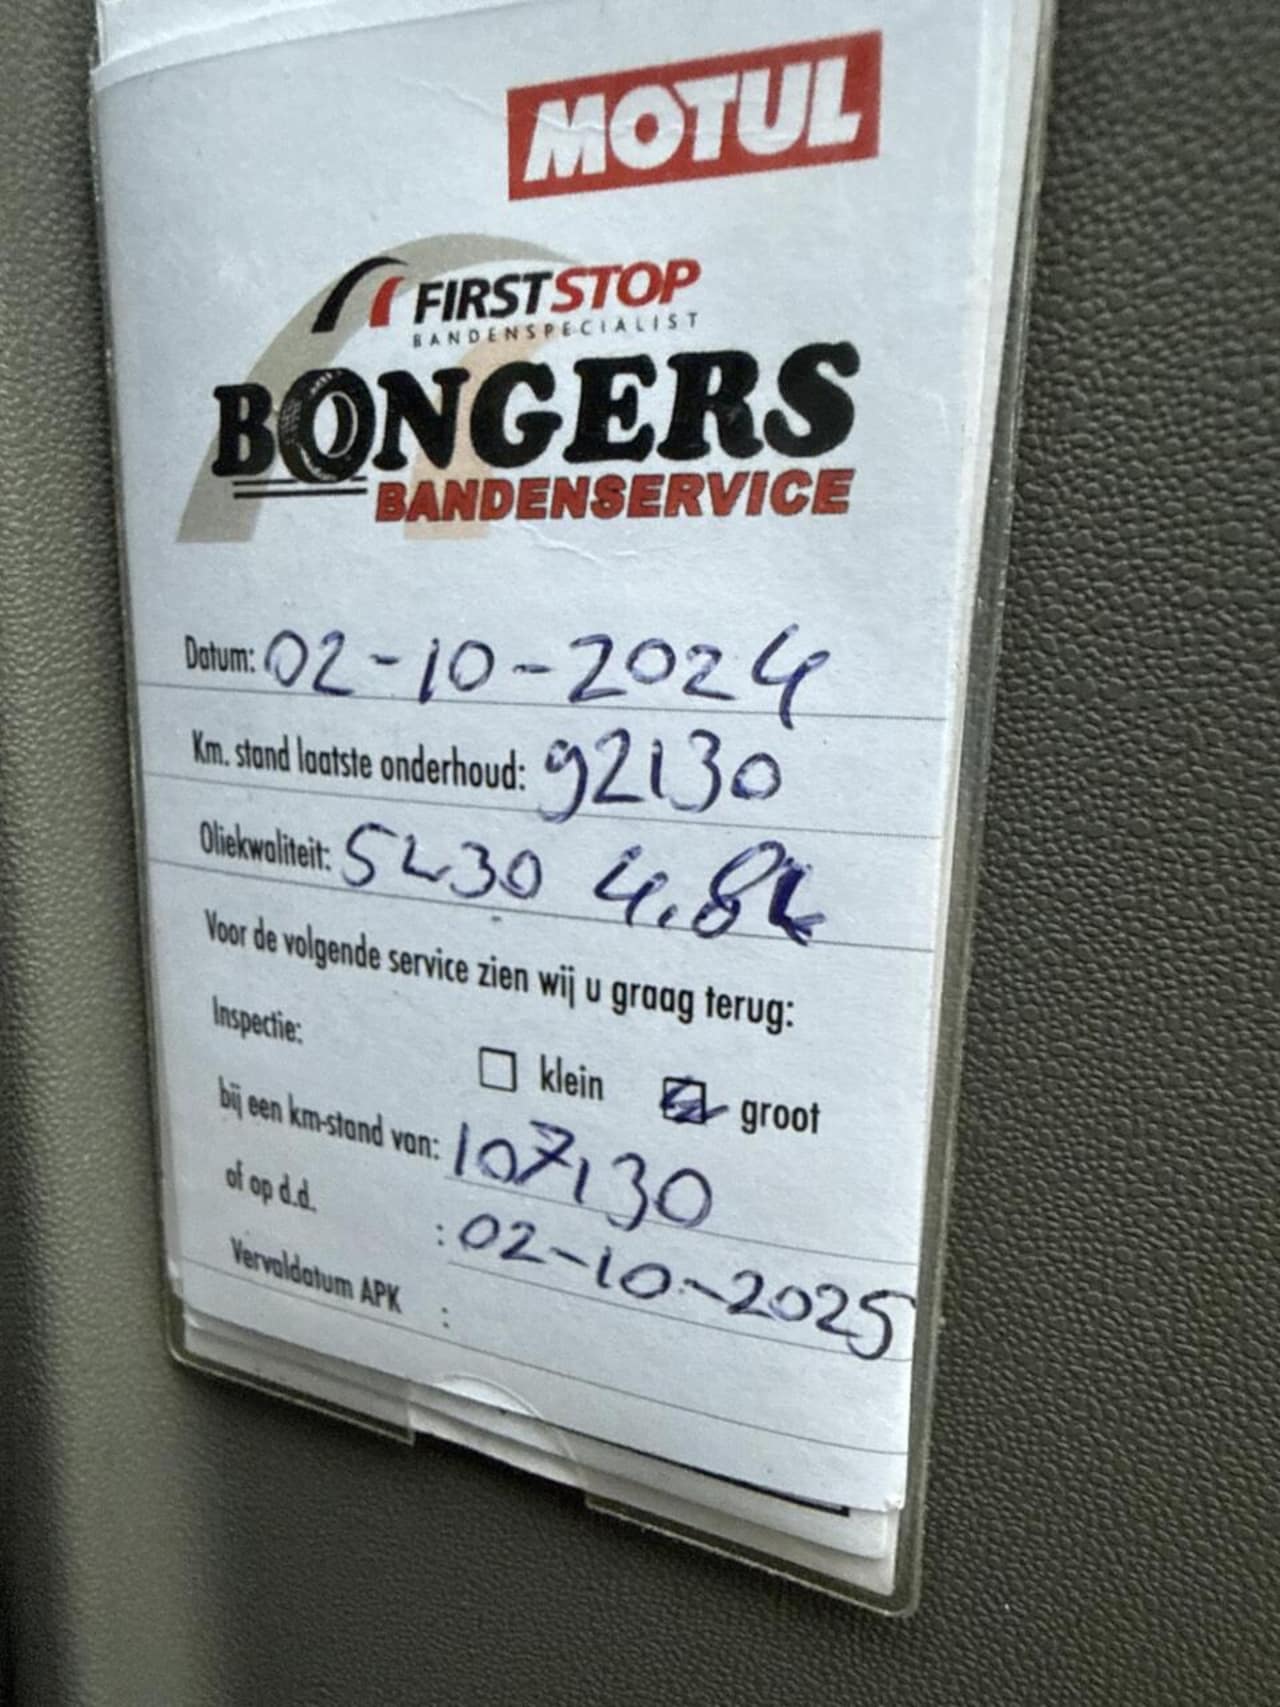 MOTUL
FIRSTSTOP
BANDENSPECIALIST
BONGERS
BANDENSERVICE
Datum: 02-10-2024
Km. stand laatste onderhoud: 92130
Oliekwaliteit: 5W30 4.8L
Voor de volgende service zien wij u graag terug:
Inspectie: klein groot
bij een km-stand van: 107130
of op d.d. : 02-10-2025
Vervaldatum APK :